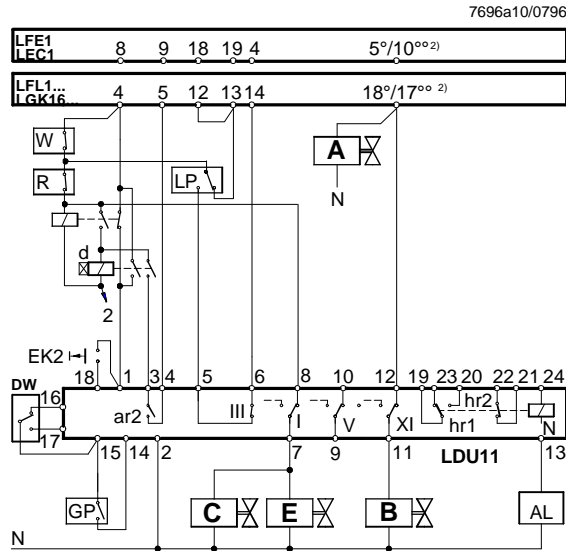 7696a10/0796
LFE1
LEC1
8 9 18 19 4 5°/10°° 2)
LFL1...
LGK16...
4 5 12 13 14 18°/17°° 2)
W
R
LP
A
N
d
2
EK2
18 1 3 4 5 6 8 10 12 19 23 20 22 21 24
DW
16
17
ar2 III I V XI hr1 hr2 N
15 14 2 7 9 11 LDU11 13
GP C E B AL
N